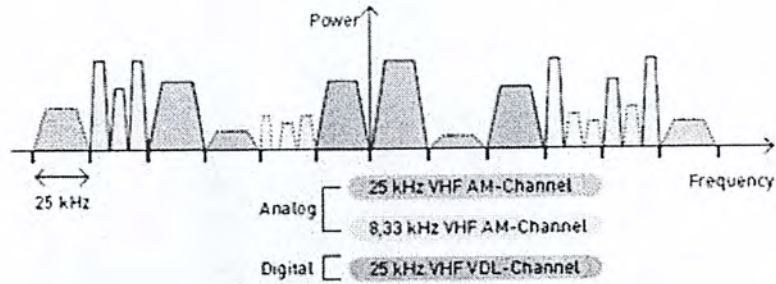 Power
25 kHz
Frequency
Analog
25 kHz VHF AM-Channel
8,33 kHz VHF AM-Channel
Digital
25 kHz VHF VDL-Channel